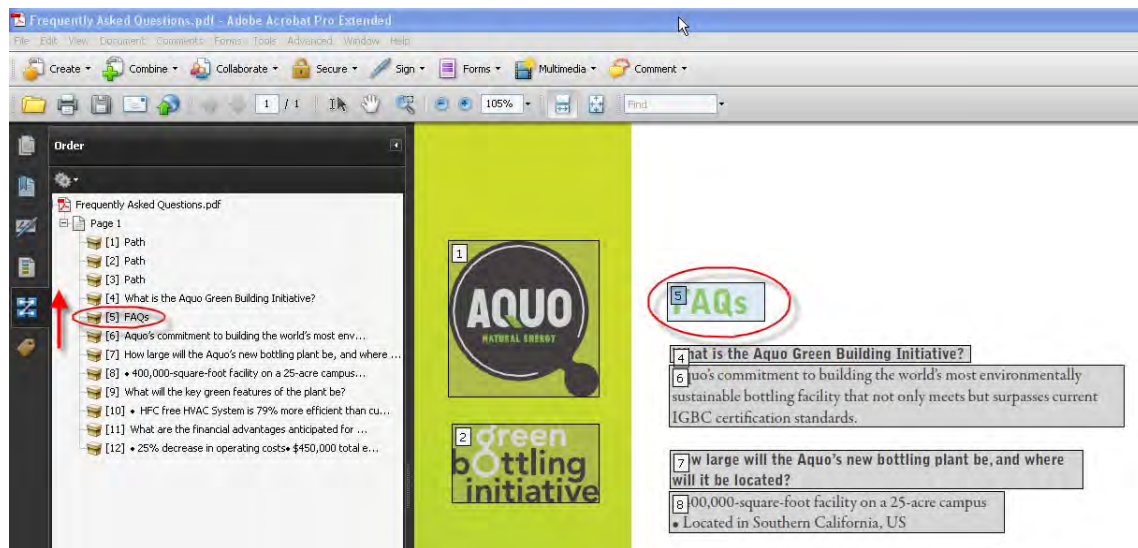 Frequently Asked Questions.pdf - Adobe Acrobat Pro Extended
File Edit View Document Comments Forms Tools Advanced Window Help
Create Combine Collaborate Secure Sign Forms Multimedia Comment
1 / 1 105% Find
Order
Frequently Asked Questions.pdf
Page 1
[1] Path
[2] Path
[3] Path
[4] What is the Aquo Green Building Initiative?
[5] FAQs
[6] Aquo's commitment to building the world's most env...
[7] How large will the Aquo's new bottling plant be, and where ...
[8] • 400,000-square-foot facility on a 25-acre campus...
[9] What will the key green features of the plant be?
[10] • HFC free HVAC System is 79% more efficient than cu...
[11] What are the financial advantages anticipated for ...
[12] • 25% decrease in operating costs• $450,000 total e...
1
AQUO
NATURAL ENERGY
2
green
bottling
initiative
5
FAQs
4 hat is the Aquo Green Building Initiative?
6 quo's commitment to building the world's most environmentally
sustainable bottling facility that not only meets but surpasses current
IGBC certification standards.
7 w large will the Aquo's new bottling plant be, and where
will it be located?
8 400,000-square-foot facility on a 25-acre campus
• Located in Southern California, US